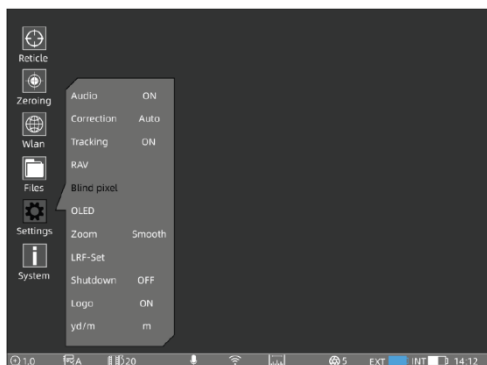 Reticle
Zeroing
Wlan
Files
Settings
System
Audio ON
Correction Auto
Tracking ON
RAV
Blind pixel
OLED
Zoom Smooth
LRF-Set
Shutdown OFF
Logo ON
yd/m m
1.0 A 20 5 EXT INT 14:12